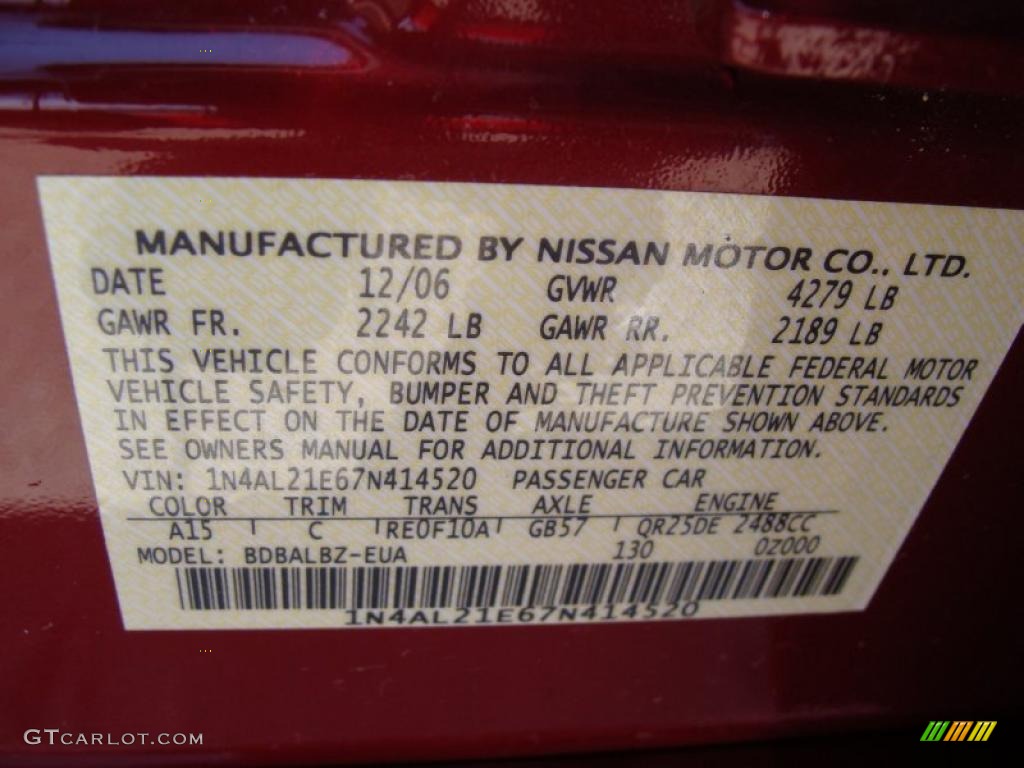 MANUFACTURED BY NISSAN MOTOR CO., LTD.
DATE 12/06 GVWR 4279 LB
GAWR FR. 2242 LB GAWR RR. 2189 LB
THIS VEHICLE CONFORMS TO ALL APPLICABLE FEDERAL MOTOR
VEHICLE SAFETY, BUMPER AND THEFT PREVENTION STANDARDS
IN EFFECT ON THE DATE OF MANUFACTURE SHOWN ABOVE.
SEE OWNERS MANUAL FOR ADDITIONAL INFORMATION.
VIN: 1N4AL21E67N414520 PASSENGER CAR
COLOR TRIM TRANS AXLE ENGINE
A15 C RE0F10A GB57 QR25DE 2488CC
MODEL: BDBALBZ-EUA 130 0Z000
1N4AL21E67N414520
GTCARLOT.COM